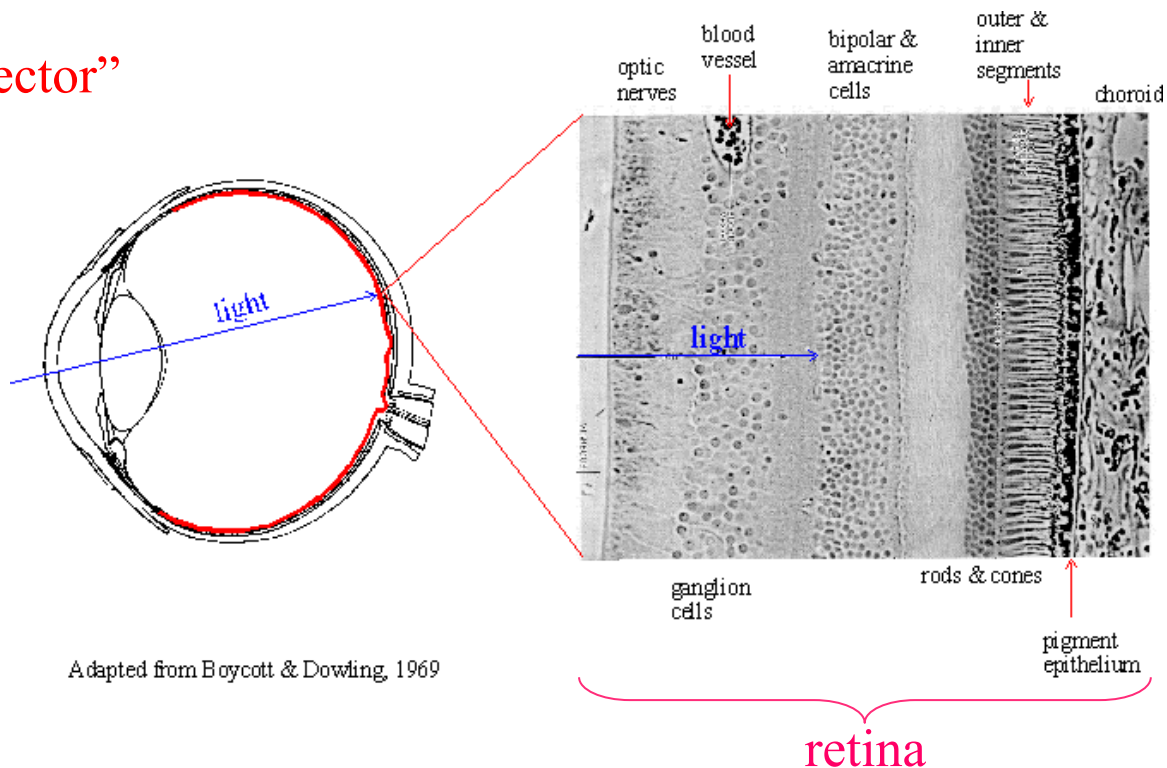 ector”
optic
nerves
blood
vessel
bipolar &
amacrine
cells
outer &
inner
segments
choroid
light
light
ganglion
cells
rods & cones
pigment
epithelium
Adapted from Boycott & Dowling, 1969
retina